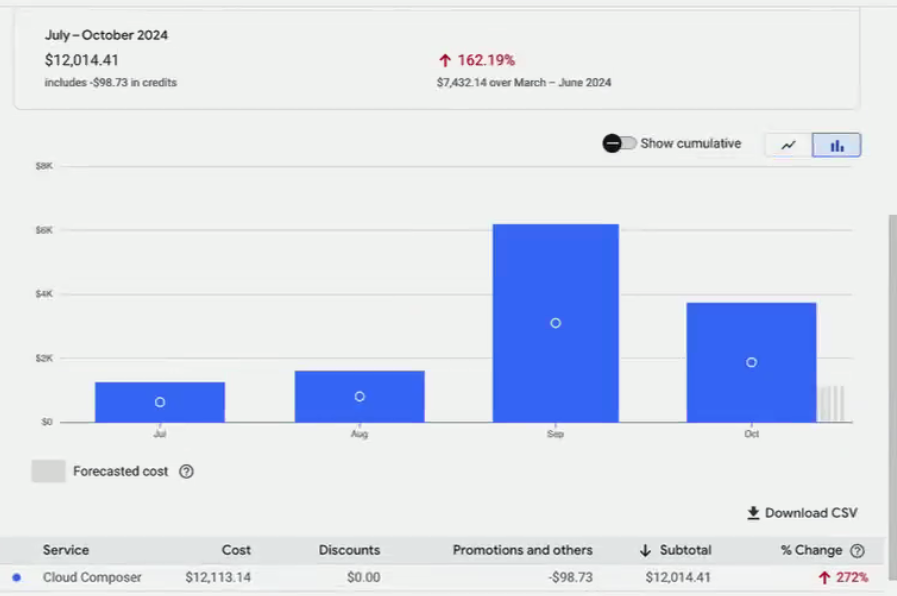 July – October 2024
$12,014.41
↑ 162.19%
includes -$98.73 in credits
$7,432.14 over March – June 2024
Show cumulative
$8K
$6K
$4K
$2K
$0
Jul Aug Sep Oct
Forecasted cost
Download CSV
Service Cost Discounts Promotions and others ↓ Subtotal % Change
Cloud Composer $12,113.14 $0.00 -$98.73 $12,014.41 ↑ 272%